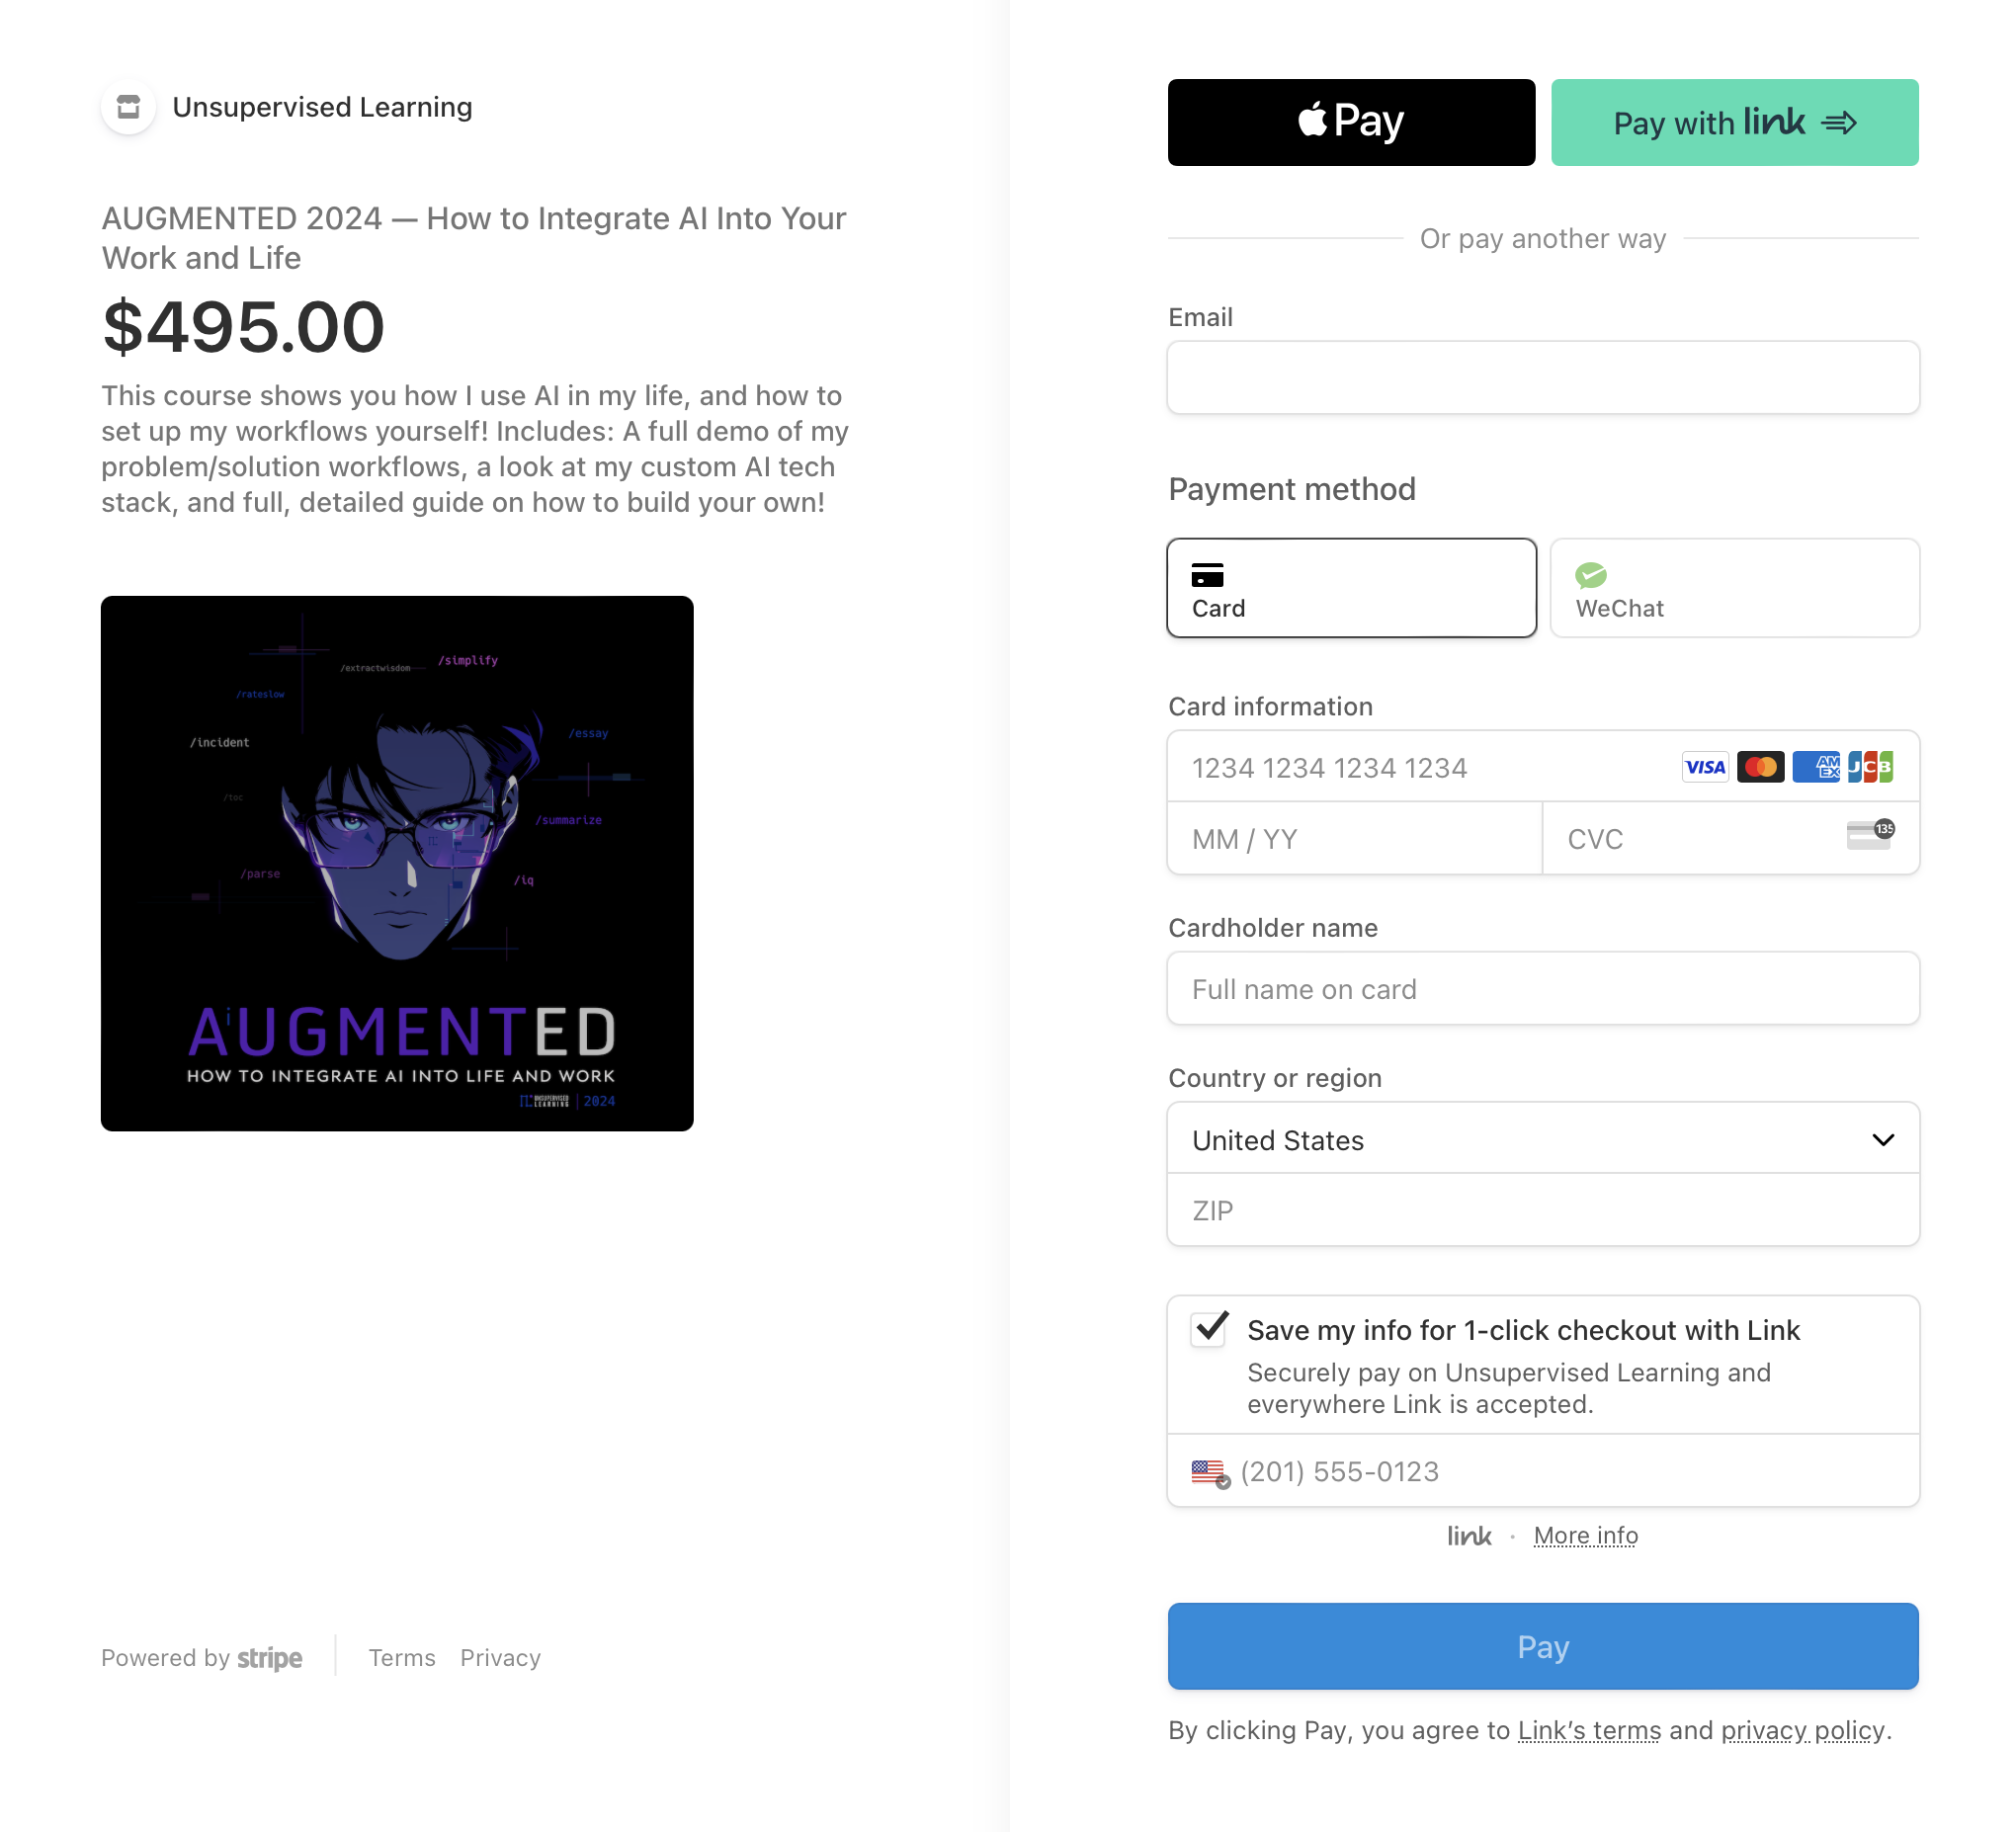 Unsupervised Learning
AUGMENTED 2024 — How to Integrate AI Into Your
Work and Life
$495.00
This course shows you how I use AI in my life, and how to
set up my workflows yourself! Includes: A full demo of my
problem/solution workflows, a look at my custom AI tech
stack, and full, detailed guide on how to build your own!
/extractwisdom
/simplify
/rateslow
/incident
/essay
/toc
/summarize
/parse
/iq
AiUGMENTED
HOW TO INTEGRATE AI INTO LIFE AND WORK
UNSUPERVISED
LEARNING
2024
Powered by stripe
Terms Privacy
Pay
Pay with link
Or pay another way
Email
Payment method
Card
WeChat
Card information
1234 1234 1234 1234
VISA
AM
EX
JCB
MM / YY
CVC
135
Cardholder name
Full name on card
Country or region
United States
ZIP
Save my info for 1-click checkout with Link
Securely pay on Unsupervised Learning and
everywhere Link is accepted.
(201) 555-0123
link · More info
Pay
By clicking Pay, you agree to Link’s terms and privacy policy.